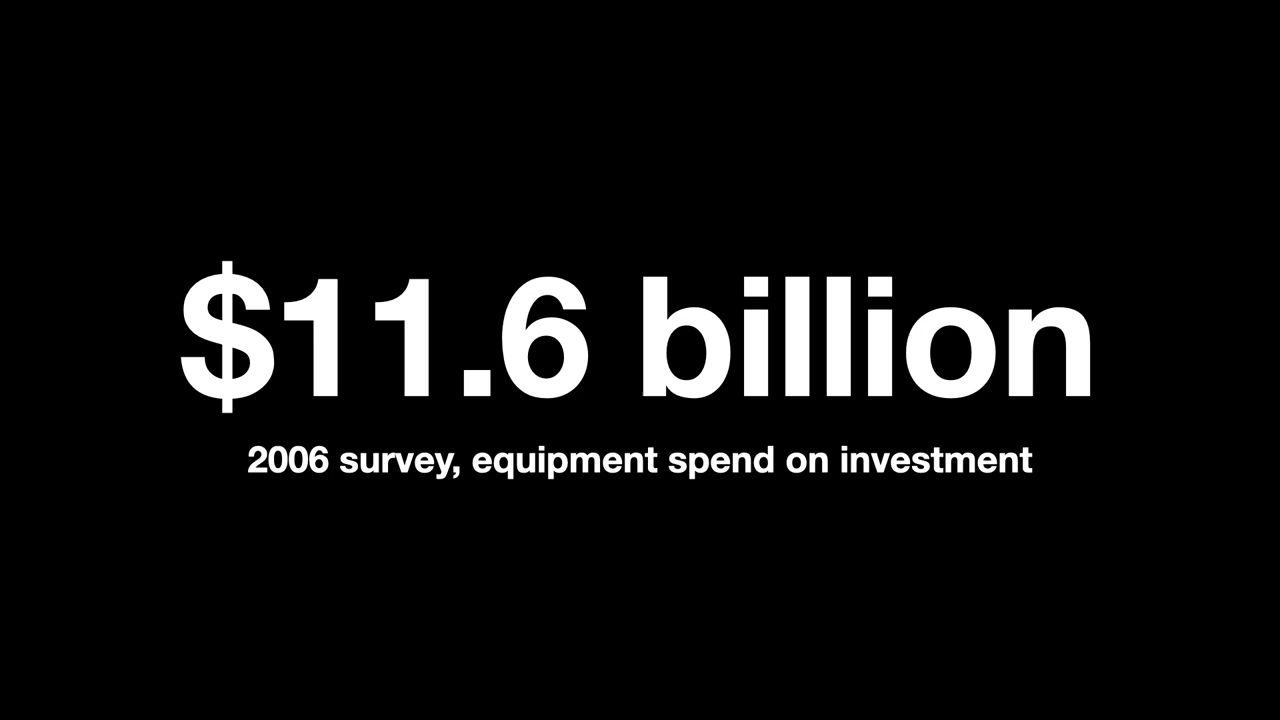 $11.6 billion
2006 survey, equipment spend on investment